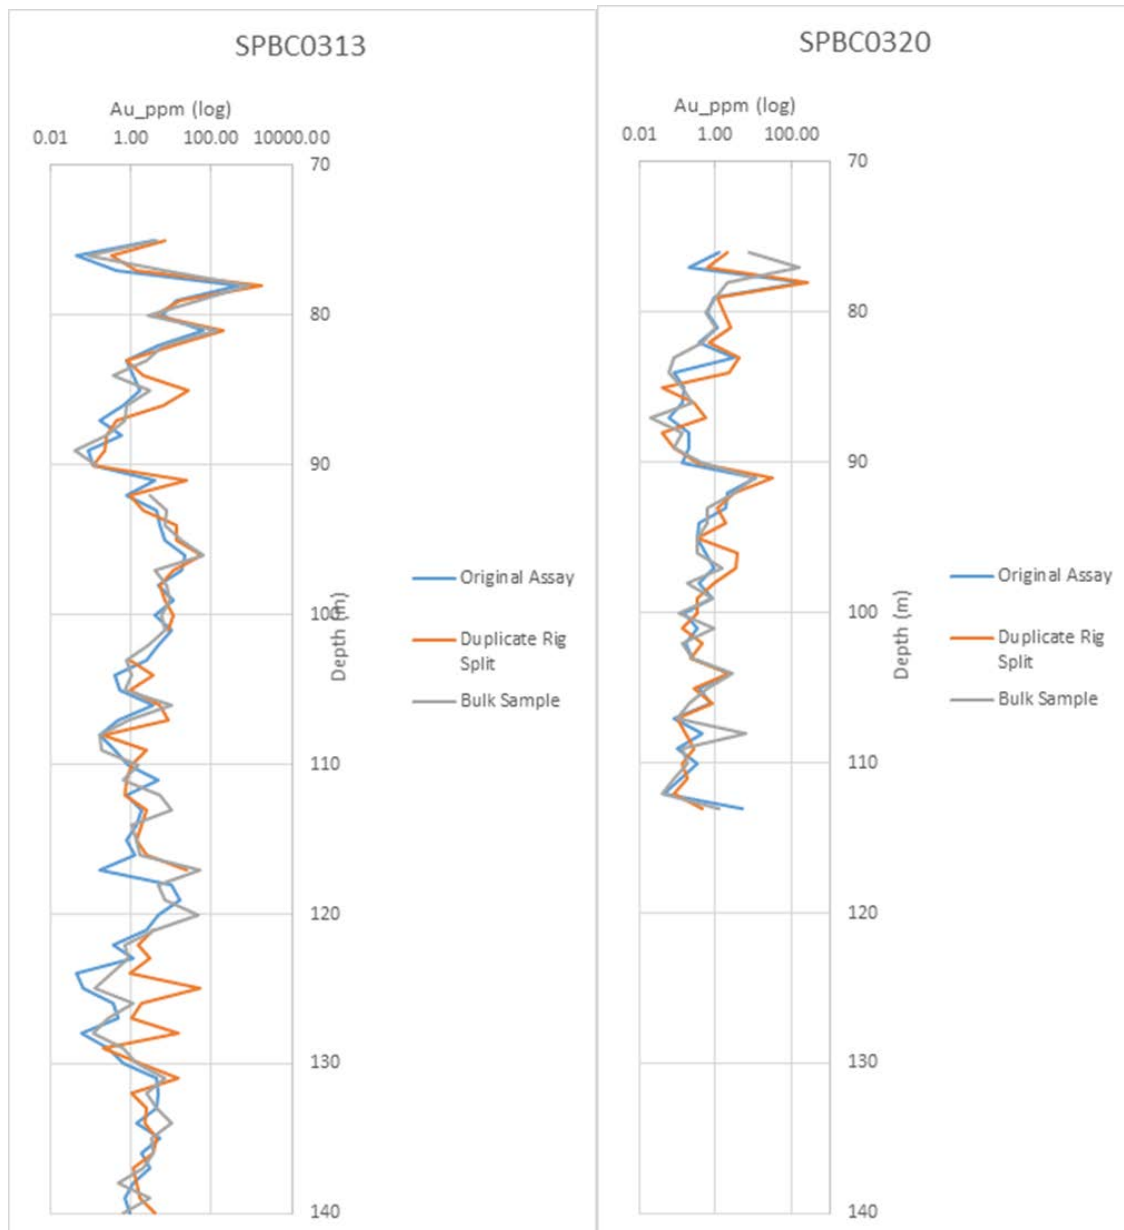 SPBC0313
Au_ppm (log)
0.01 1.00 100.00 10000.00
70
80
90
100
110
120
130
140
Depth (m)
Original Assay
Duplicate Rig
Split
Bulk Sample
SPBC0320
Au_ppm (log)
0.01 1.00 100.00
70
80
90
100
110
120
130
140
Depth (m)
Original Assay
Duplicate Rig
Split
Bulk Sample